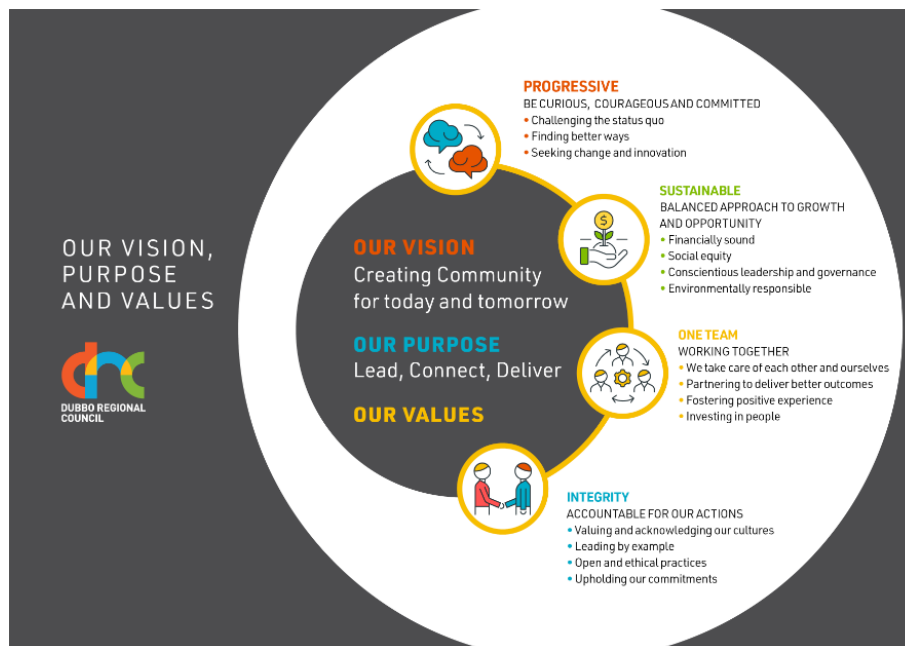 OUR VISION,
PURPOSE
AND VALUES
DUBBO REGIONAL
COUNCIL
OUR VISION
Creating Community
for today and tomorrow
OUR PURPOSE
Lead, Connect, Deliver
OUR VALUES
PROGRESSIVE
BE CURIOUS, COURAGEOUS AND COMMITTED
• Challenging the status quo
• Finding better ways
• Seeking change and innovation
$
SUSTAINABLE
BALANCED APPROACH TO GROWTH
AND OPPORTUNITY
• Financially sound
• Social equity
• Conscientious leadership and governance
• Environmentally responsible
ONE TEAM
WORKING TOGETHER
• We take care of each other and ourselves
• Partnering to deliver better outcomes
• Fostering positive experience
• Investing in people
INTEGRITY
ACCOUNTABLE FOR OUR ACTIONS
• Valuing and acknowledging our cultures
• Leading by example
• Open and ethical practices
• Upholding our commitments